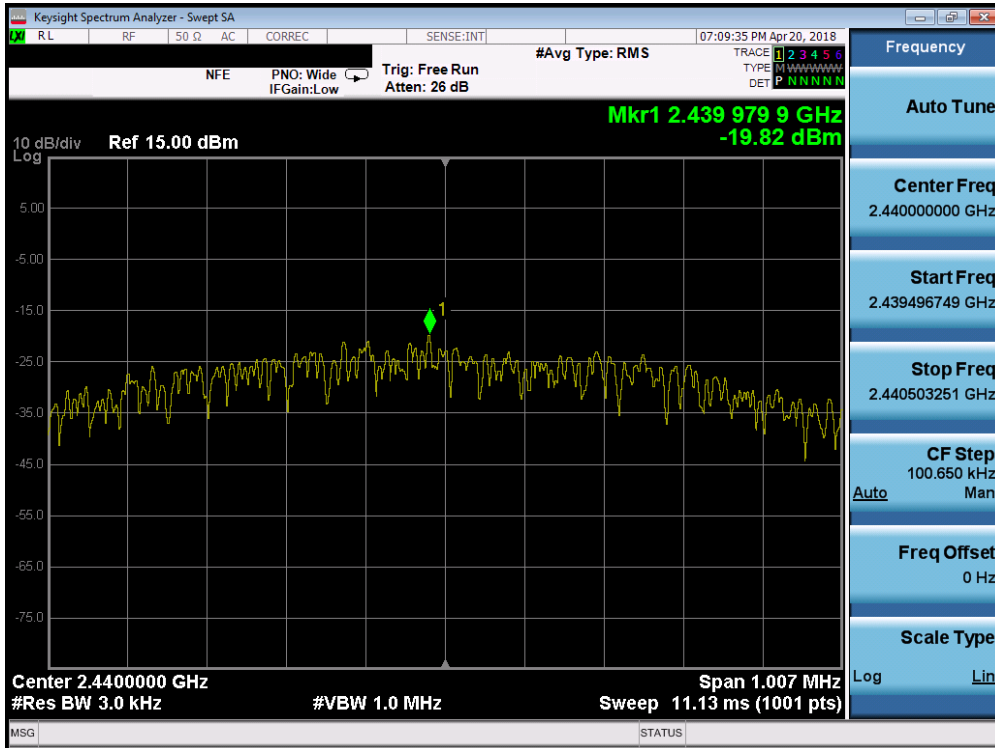 Keysight Spectrum Analyzer - Swept SA
LXI RL RF 50 Ω AC CORREC SENSE:INT 07:09:35 PM Apr 20, 2018
NFE PNO: Wide Trig: Free Run #Avg Type: RMS TRACE 1 2 3 4 5 6
IFGain:Low Atten: 26 dB TYPE M W W W W W
DET P N N N N N
Mkr1 2.439 979 9 GHz
10 dB/div Ref 15.00 dBm -19.82 dBm
Log
5.00
-5.00
1
-15.0
-25.0
-35.0
-45.0
-55.0
-65.0
-75.0
Center 2.4400000 GHz Span 1.007 MHz
#Res BW 3.0 kHz #VBW 1.0 MHz Sweep 11.13 ms (1001 pts)
MSG STATUS
Frequency
Auto Tune
Center Freq
2.440000000 GHz
Start Freq
2.439496749 GHz
Stop Freq
2.440503251 GHz
CF Step
100.650 kHz
Auto Man
Freq Offset
0 Hz
Scale Type
Log Lin